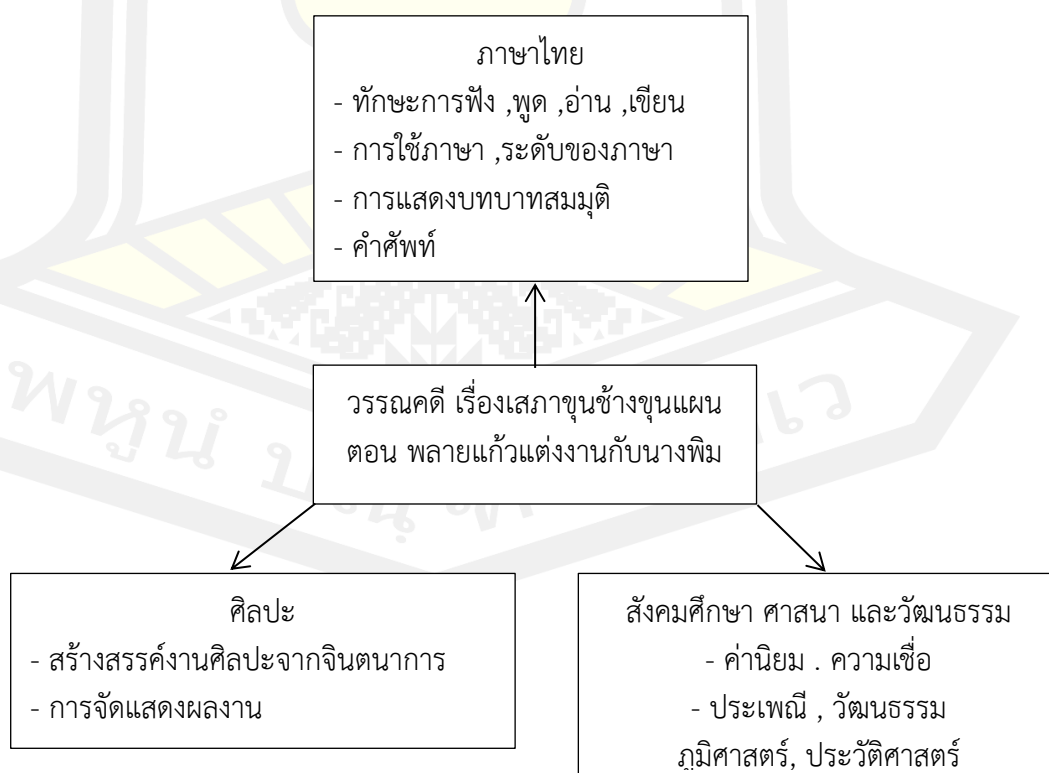 ภาษาไทย
- ทักษะการฟัง ,พูด ,อ่าน ,เขียน
- การใช้ภาษา ,ระดับของภาษา
- การแสดงบทบาทสมมุติ
- คำศัพท์
วรรณคดี เรื่องเสภาขุนช้างขุนแผน
ตอน พลายแก้วแต่งงานกับนางพิม
พหูนํ
ศิลปะ
- สร้างสรรค์งานศิลปะจากจินตนาการ
- การจัดแสดงผลงาน
สังคมศึกษา ศาสนา และวัฒนธรรม
- ค่านิยม . ความเชื่อ
- ประเพณี , วัฒนธรรม
ภูมิศาสตร์, ประวัติศาสตร์